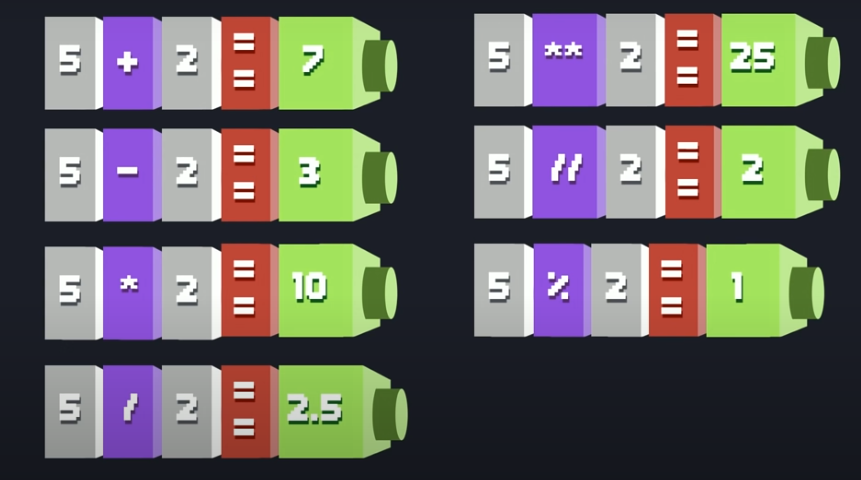 5 + 2 == 7
5 - 2 == 3
5 * 2 == 10
5 / 2 == 2.5
5 ** 2 == 25
5 // 2 == 2
5 % 2 == 1